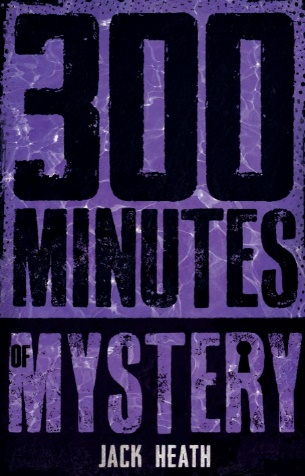 300
MINUTES
OF MYSTERY
JACK HEATH